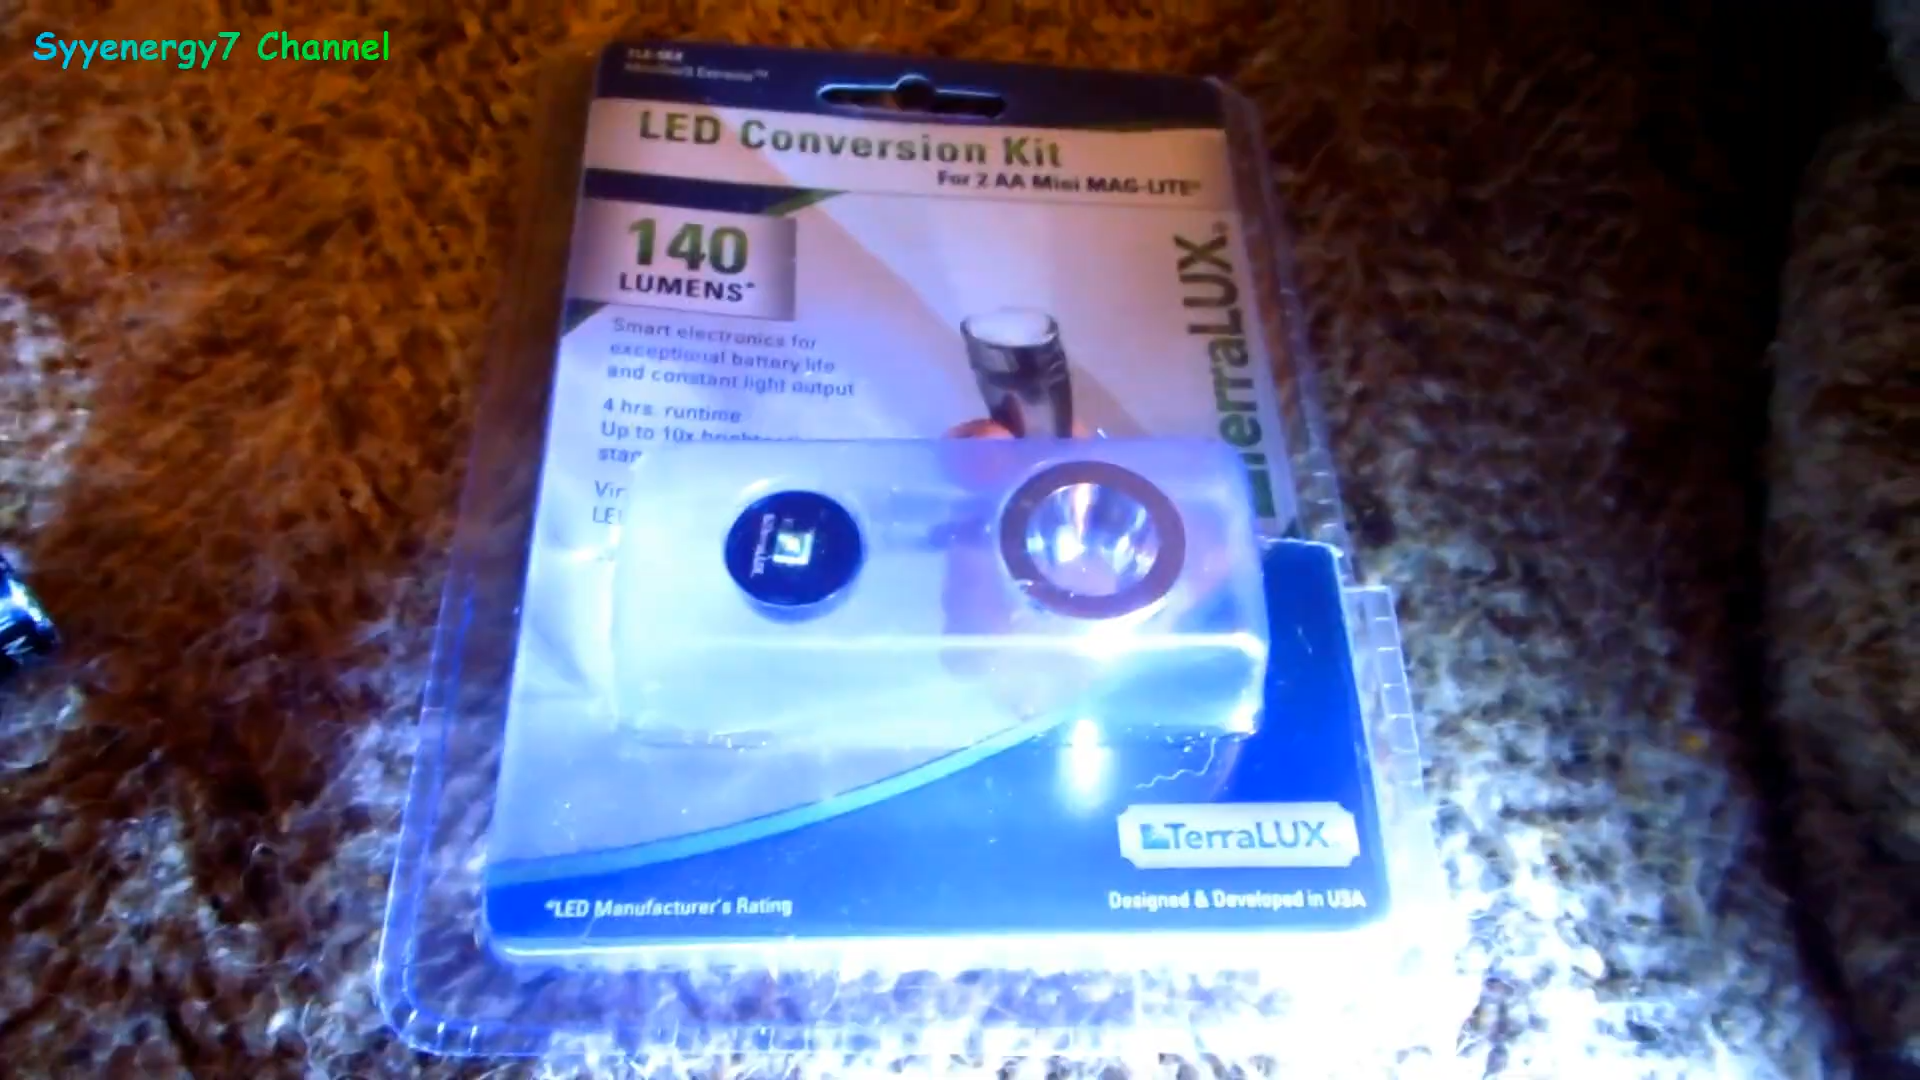 Syyenergy7 Channel
LED Conversion Kit
For 2 AA Mini MAG-LITE®
140
LUMENS*
TerraLUX®
Smart electronics for
exceptional battery life
and constant light output
4 hrs. runtime
Up to 10x
TerraLUX
*LED Manufacturer's Rating
Designed & Developed in USA